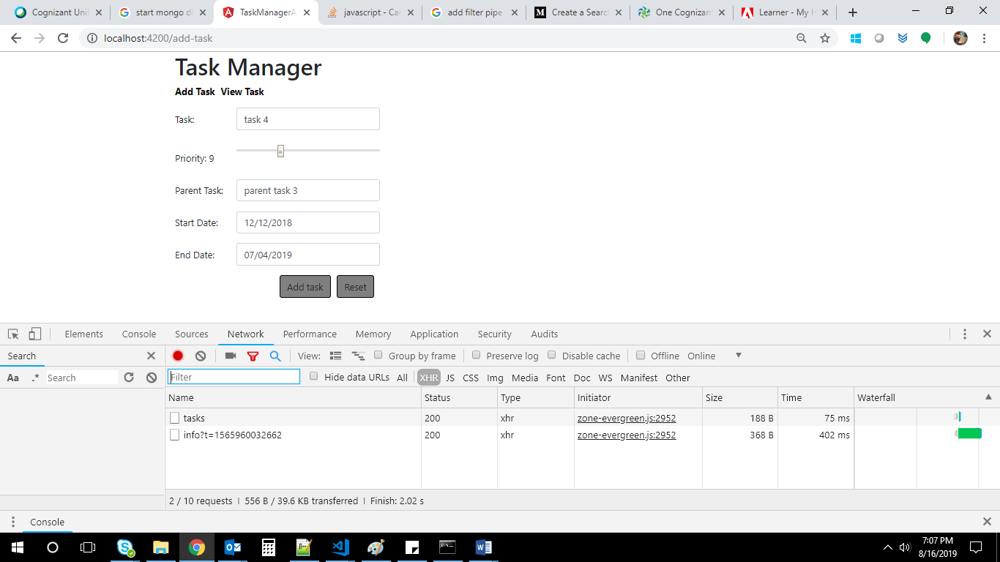 Cognizant Unif
start mongo di
TaskManagerA
javascript - Can
add filter pipe
Create a Search
One Cognizant
Learner - My H
localhost:4200/add-task
Task Manager
Add Task View Task
Task: task 4
Priority: 9
Parent Task: parent task 3
Start Date: 12/12/2018
End Date: 07/04/2019
Add task Reset
Elements Console Sources Network Performance Memory Application Security Audits
Search
View: Group by frame Preserve log Disable cache Offline Online
Aa .* Search
Filter Hide data URLs All XHR JS CSS Img Media Font Doc WS Manifest Other
Name Status Type Initiator Size Time Waterfall
tasks 200 xhr zone-evergreen.js:2952 188 B 75 ms
info?t=1565960032662 200 xhr zone-evergreen.js:2952 368 B 402 ms
2 / 10 requests 556 B / 39.6 KB transferred Finish: 2.02 s
Console
7:07 PM
8/16/2019